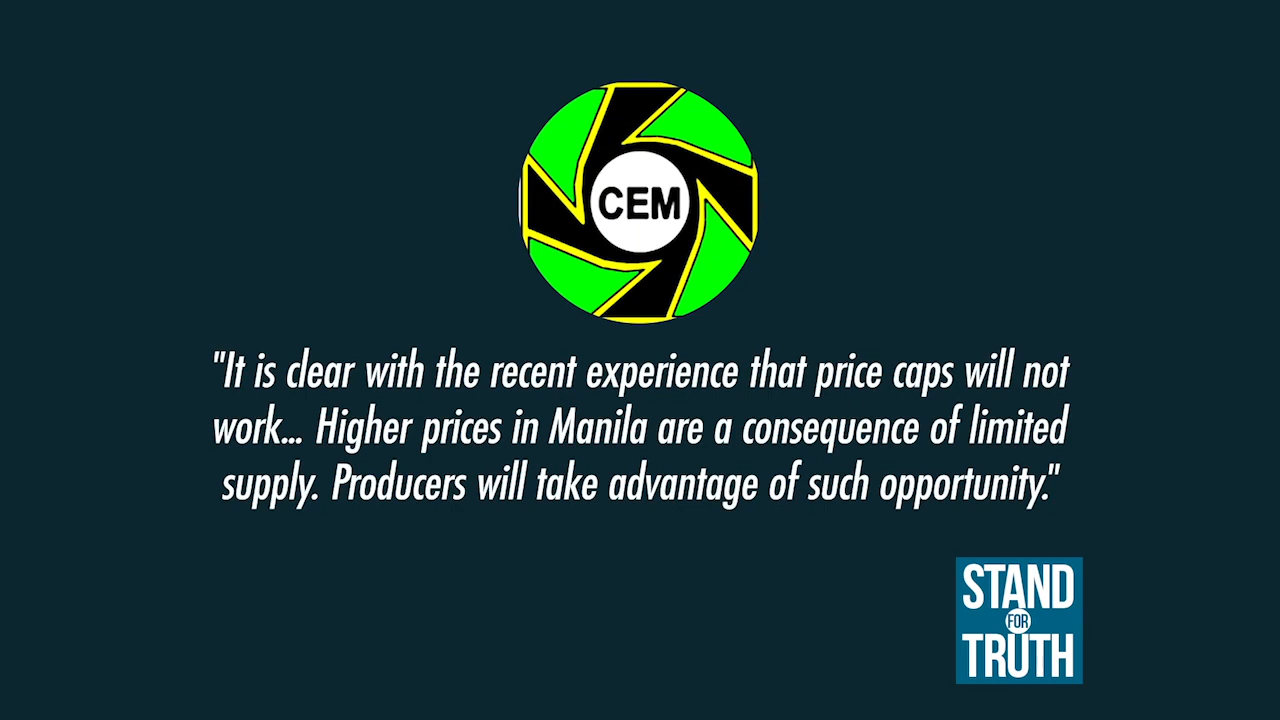 CEM
"It is clear with the recent experience that price caps will not
work... Higher prices in Manila are a consequence of limited
supply. Producers will take advantage of such opportunity."
STAND
FOR
TRUTH